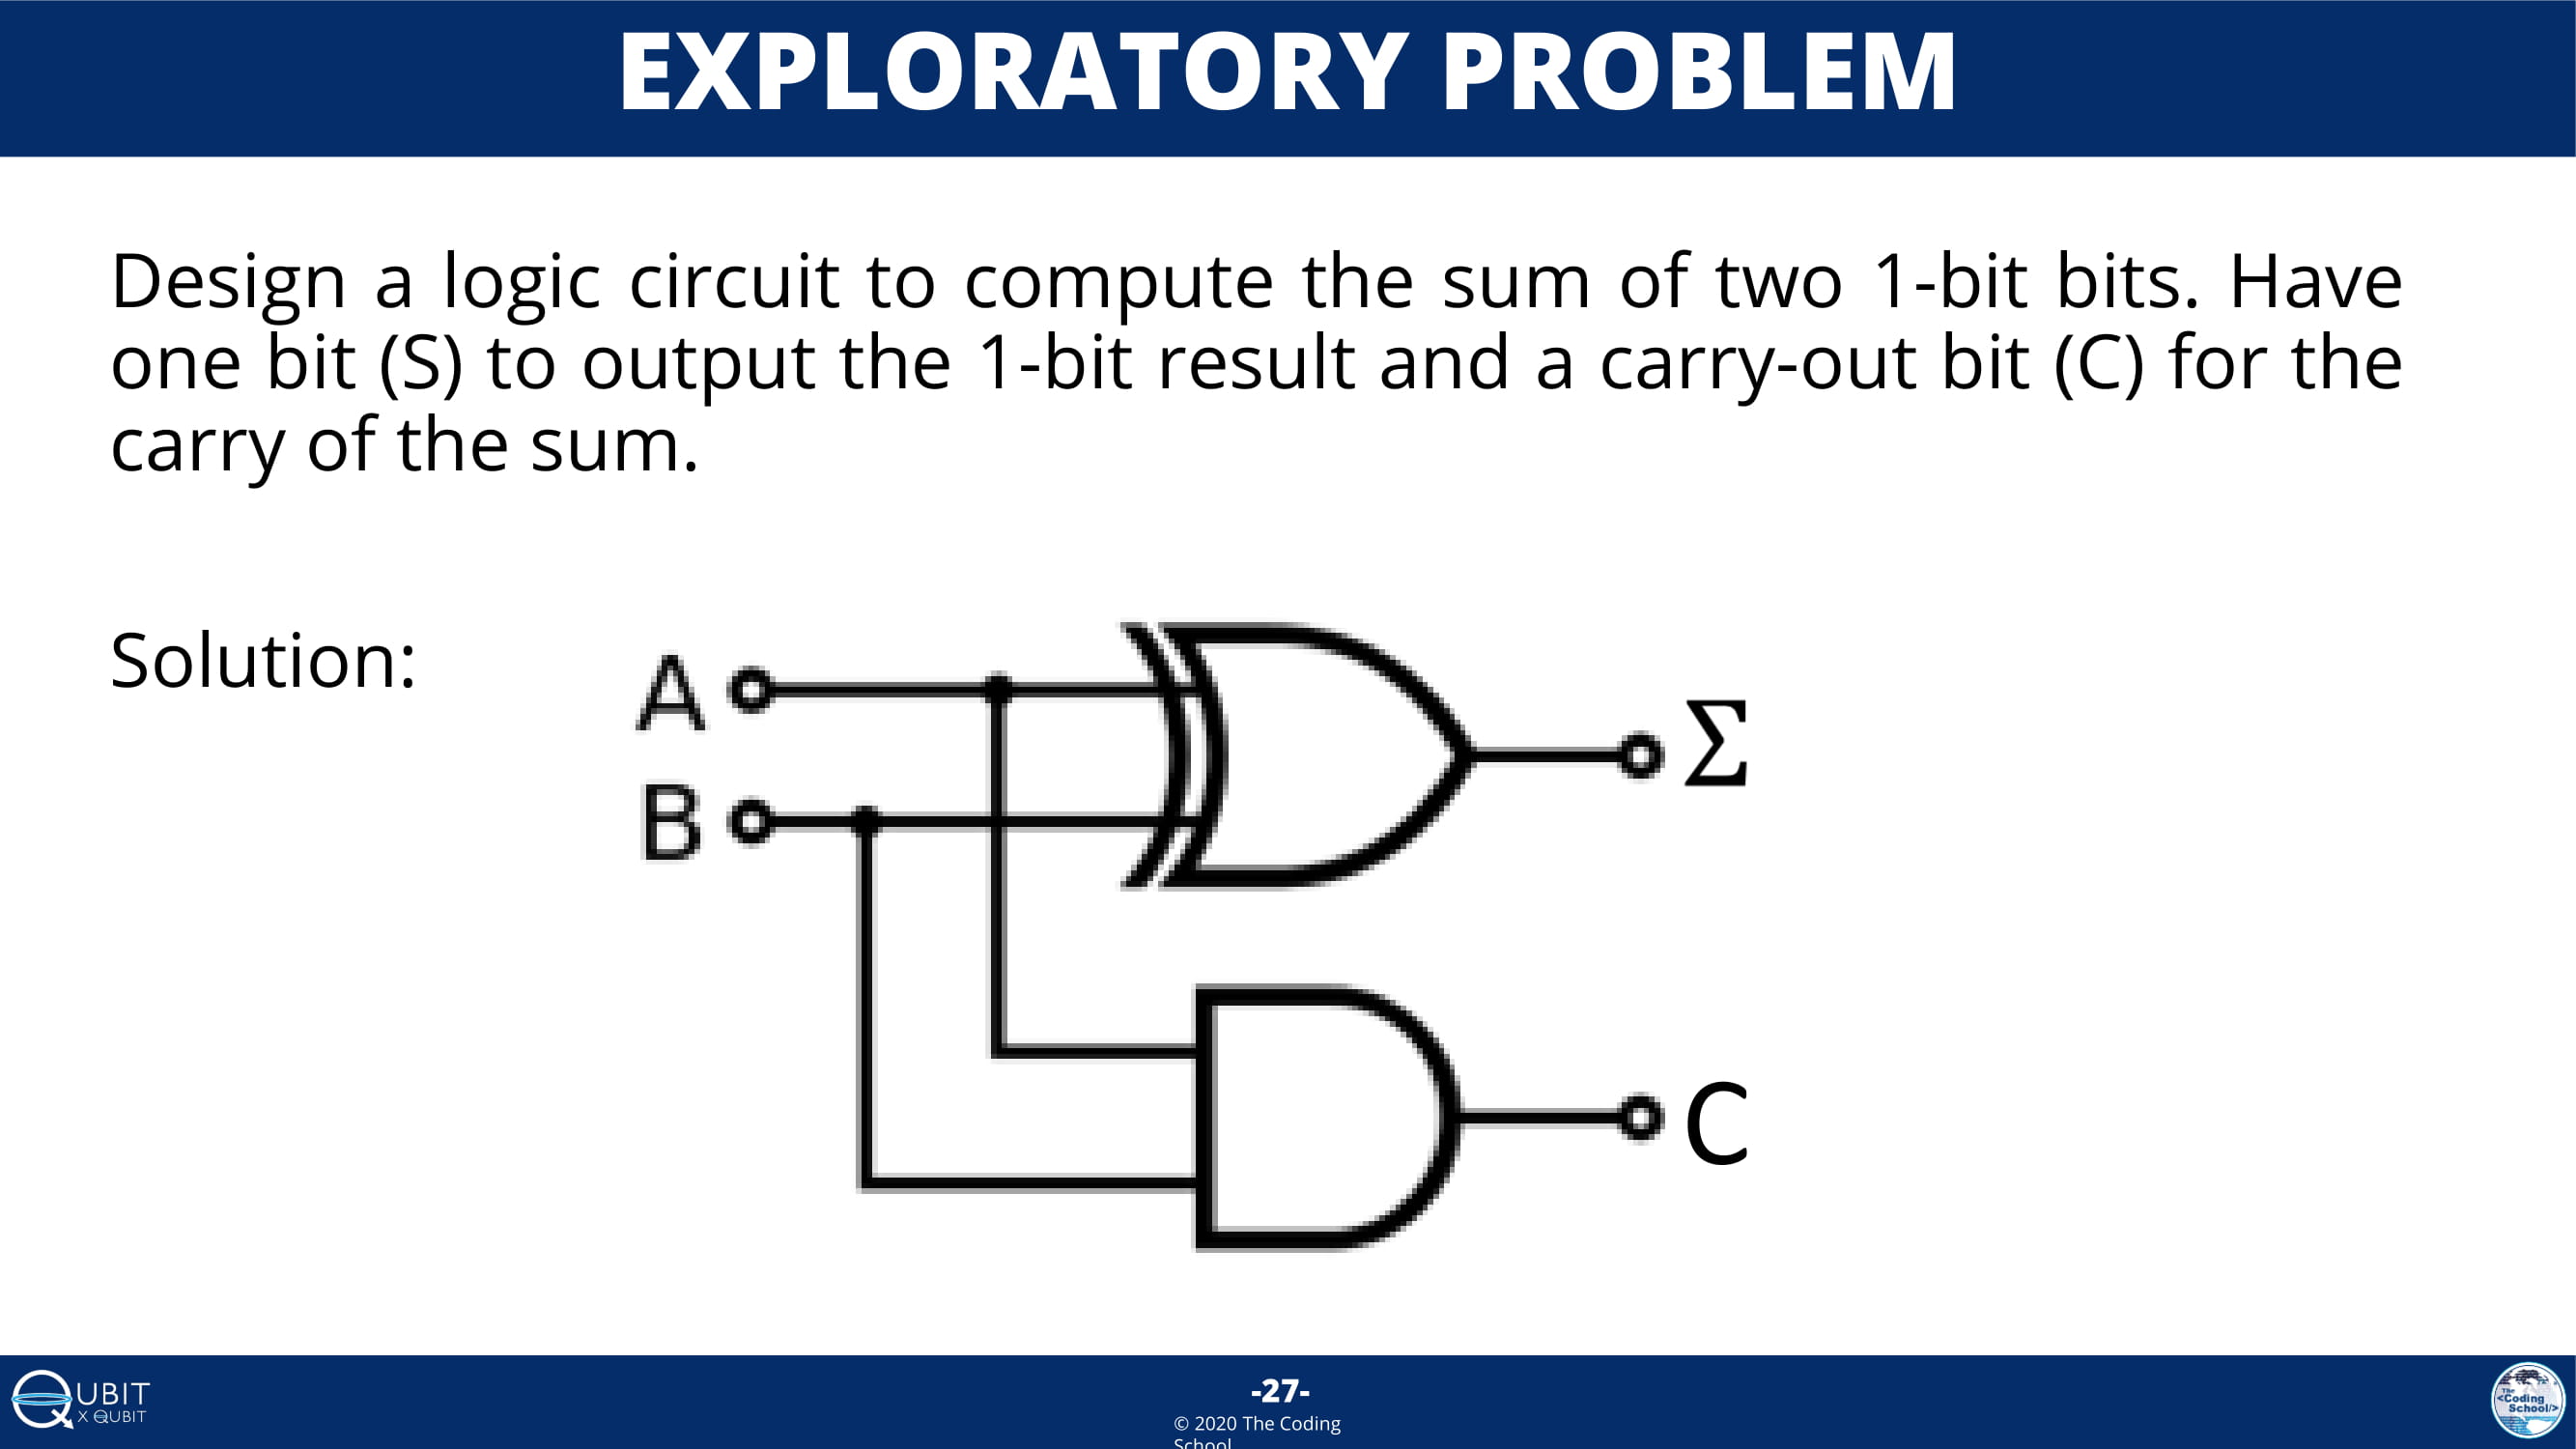 EXPLORATORY PROBLEM
Design a logic circuit to compute the sum of two 1-bit bits. Have
one bit (S) to output the 1-bit result and a carry-out bit (C) for the
carry of the sum.
Solution:
A
B
Σ
C
QUBIT
X QUBIT
-27-
© 2020 The Coding
School
The
<Coding
School/>